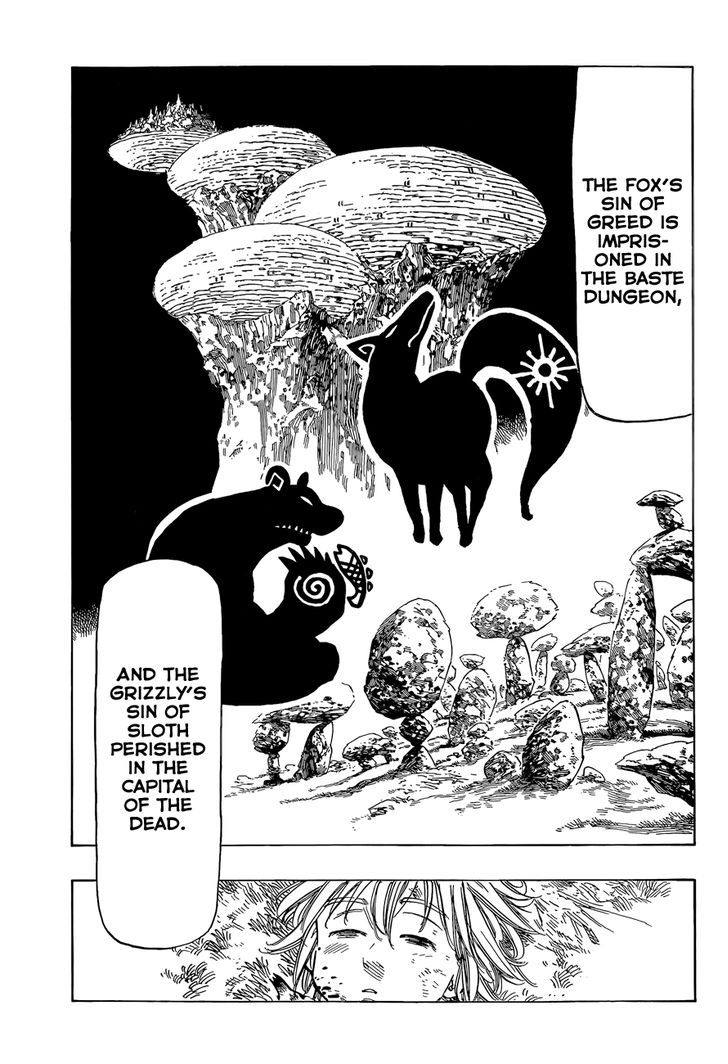 THE FOX'S
SIN OF
GREED IS
IMPRIS-
ONED IN
THE BASTE
DUNGEON,
AND THE
GRIZZLY'S
SIN OF
SLOTH
PERISHED
IN THE
CAPITAL
OF THE
DEAD.